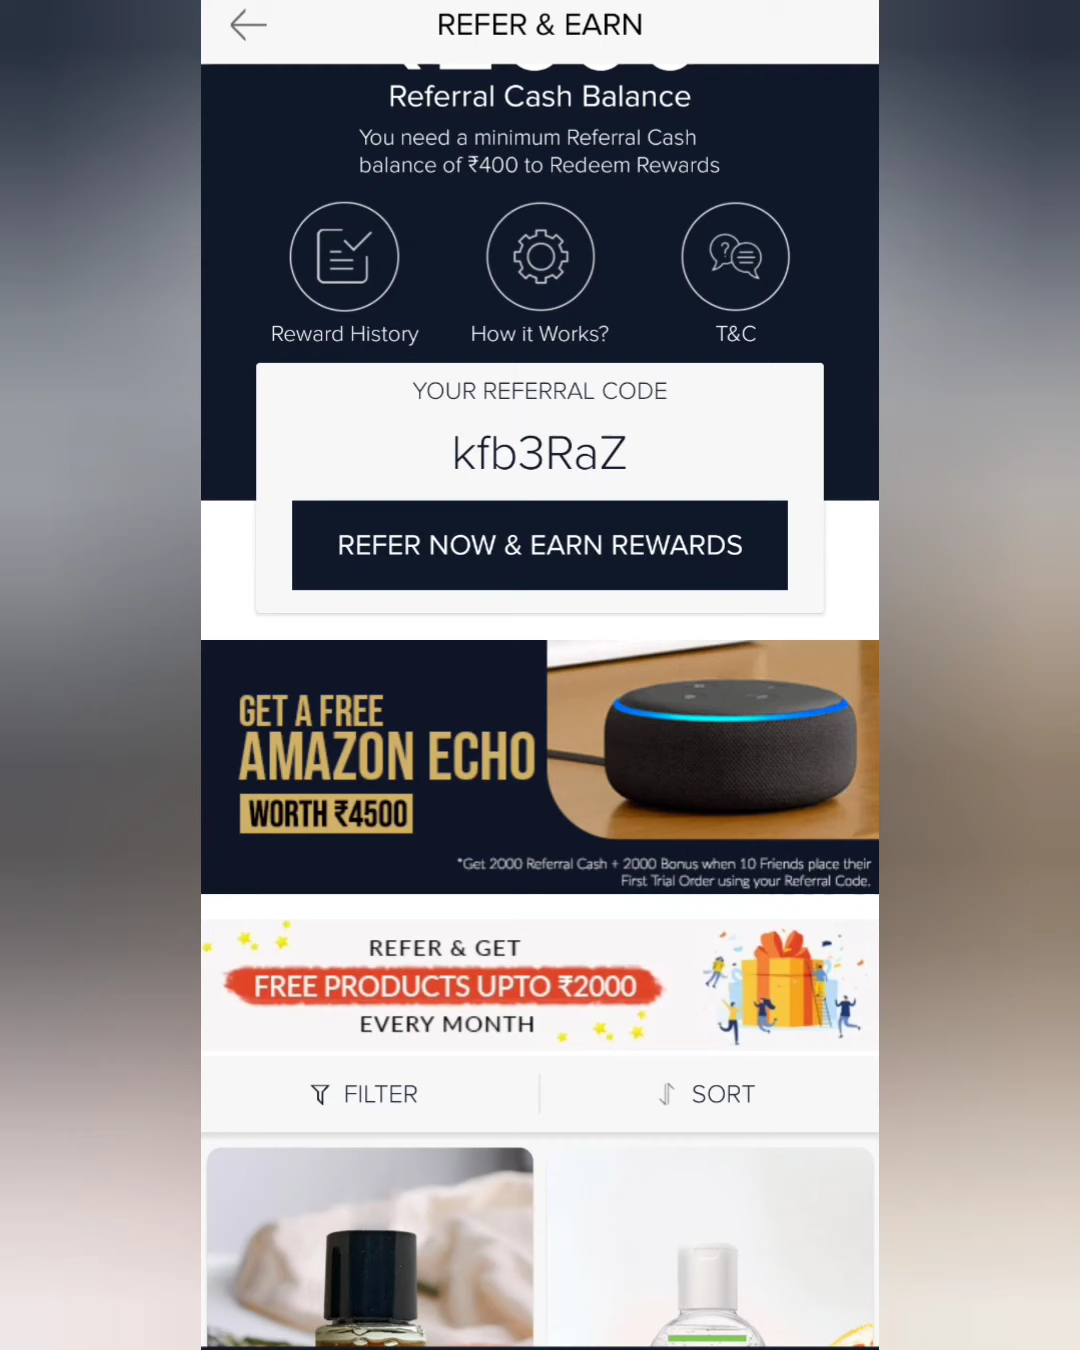 REFER & EARN
Referral Cash Balance
You need a minimum Referral Cash
balance of ₹400 to Redeem Rewards
Reward History
How it Works?
T&C
YOUR REFERRAL CODE
kfb3RaZ
REFER NOW & EARN REWARDS
GET A FREE
AMAZON ECHO
WORTH ₹4500
*Get 2000 Referral Cash + 2000 Bonus when 10 Friends place their
First Trial Order using your Referral Code.
REFER & GET
FREE PRODUCTS UPTO ₹2000
EVERY MONTH
FILTER
SORT